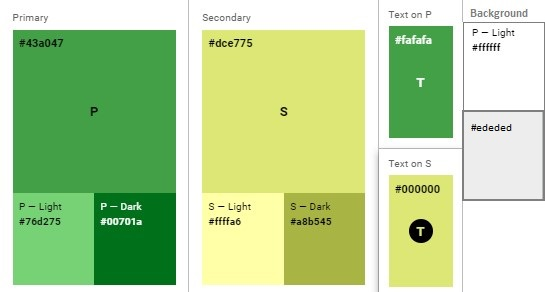 Primary
#43a047
P
P — Light
#76d275
P — Dark
#00701a
Secondary
#dce775
S
S — Light
#ffffa6
S — Dark
#a8b545
Text on P
#fafafa
T
Text on S
#000000
T
Background
P — Light
#ffffff
#ededed